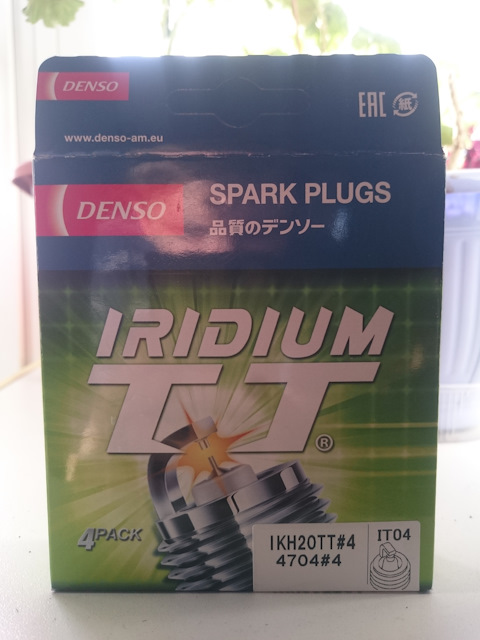 DENSO
EAC 紙
www.denso-am.eu
DENSO
SPARK PLUGS
品質のデンソー
IRIDIUM
TT®
4PACK
IKH20TT#4
4704#4
IT04